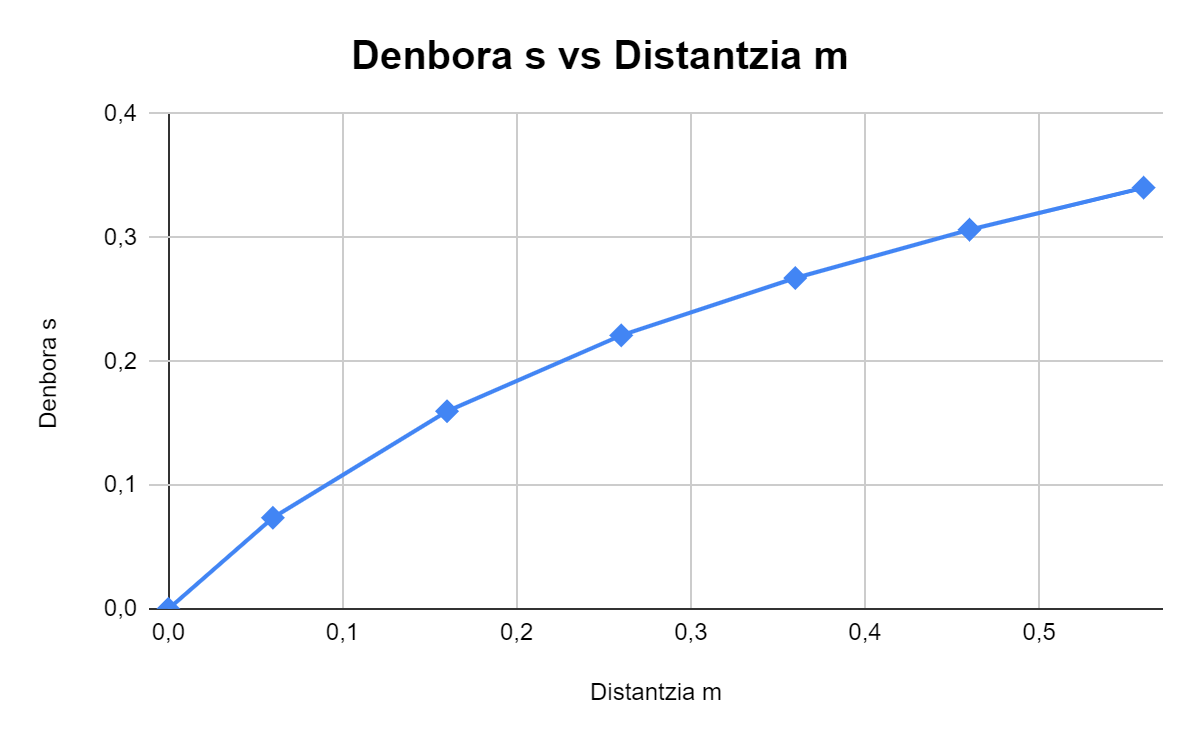 Denbora s vs Distantzia m
0,4
0,3
0,2
0,1
0,0
Denbora s
0,0 0,1 0,2 0,3 0,4 0,5
Distantzia m